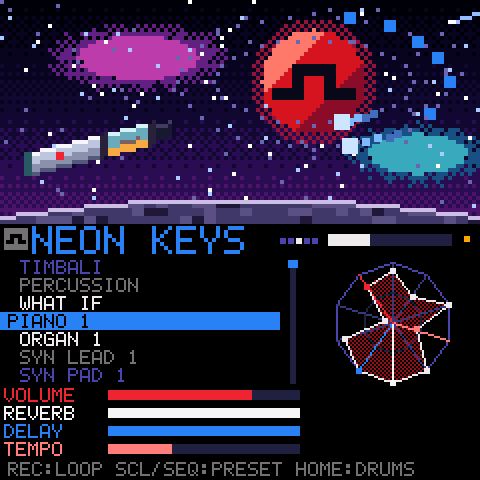 NEON KEYS
TIMBALI
PERCUSSION
WHAT IF
PIANO 1
ORGAN 1
SYN LEAD 1
SYN PAD 1
VOLUME
REVERB
DELAY
TEMPO
REC:LOOP SCL/SEQ:PRESET HOME:DRUMS